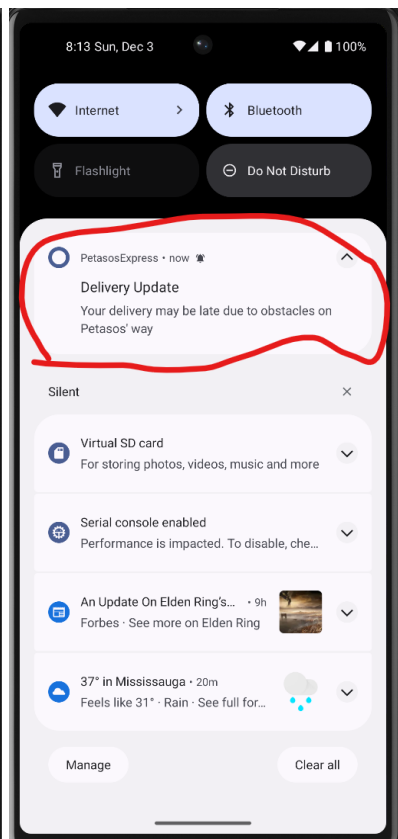 8:13 Sun, Dec 3
100%
Internet
Bluetooth
Flashlight
Do Not Disturb
PetasosExpress • now
Delivery Update
Your delivery may be late due to obstacles on
Petasos' way
Silent
Virtual SD card
For storing photos, videos, music and more
Serial console enabled
Performance is impacted. To disable, che...
An Update On Elden Ring's... • 9h
Forbes · See more on Elden Ring
37° in Mississauga • 20m
Feels like 31° · Rain · See full for...
Manage
Clear all